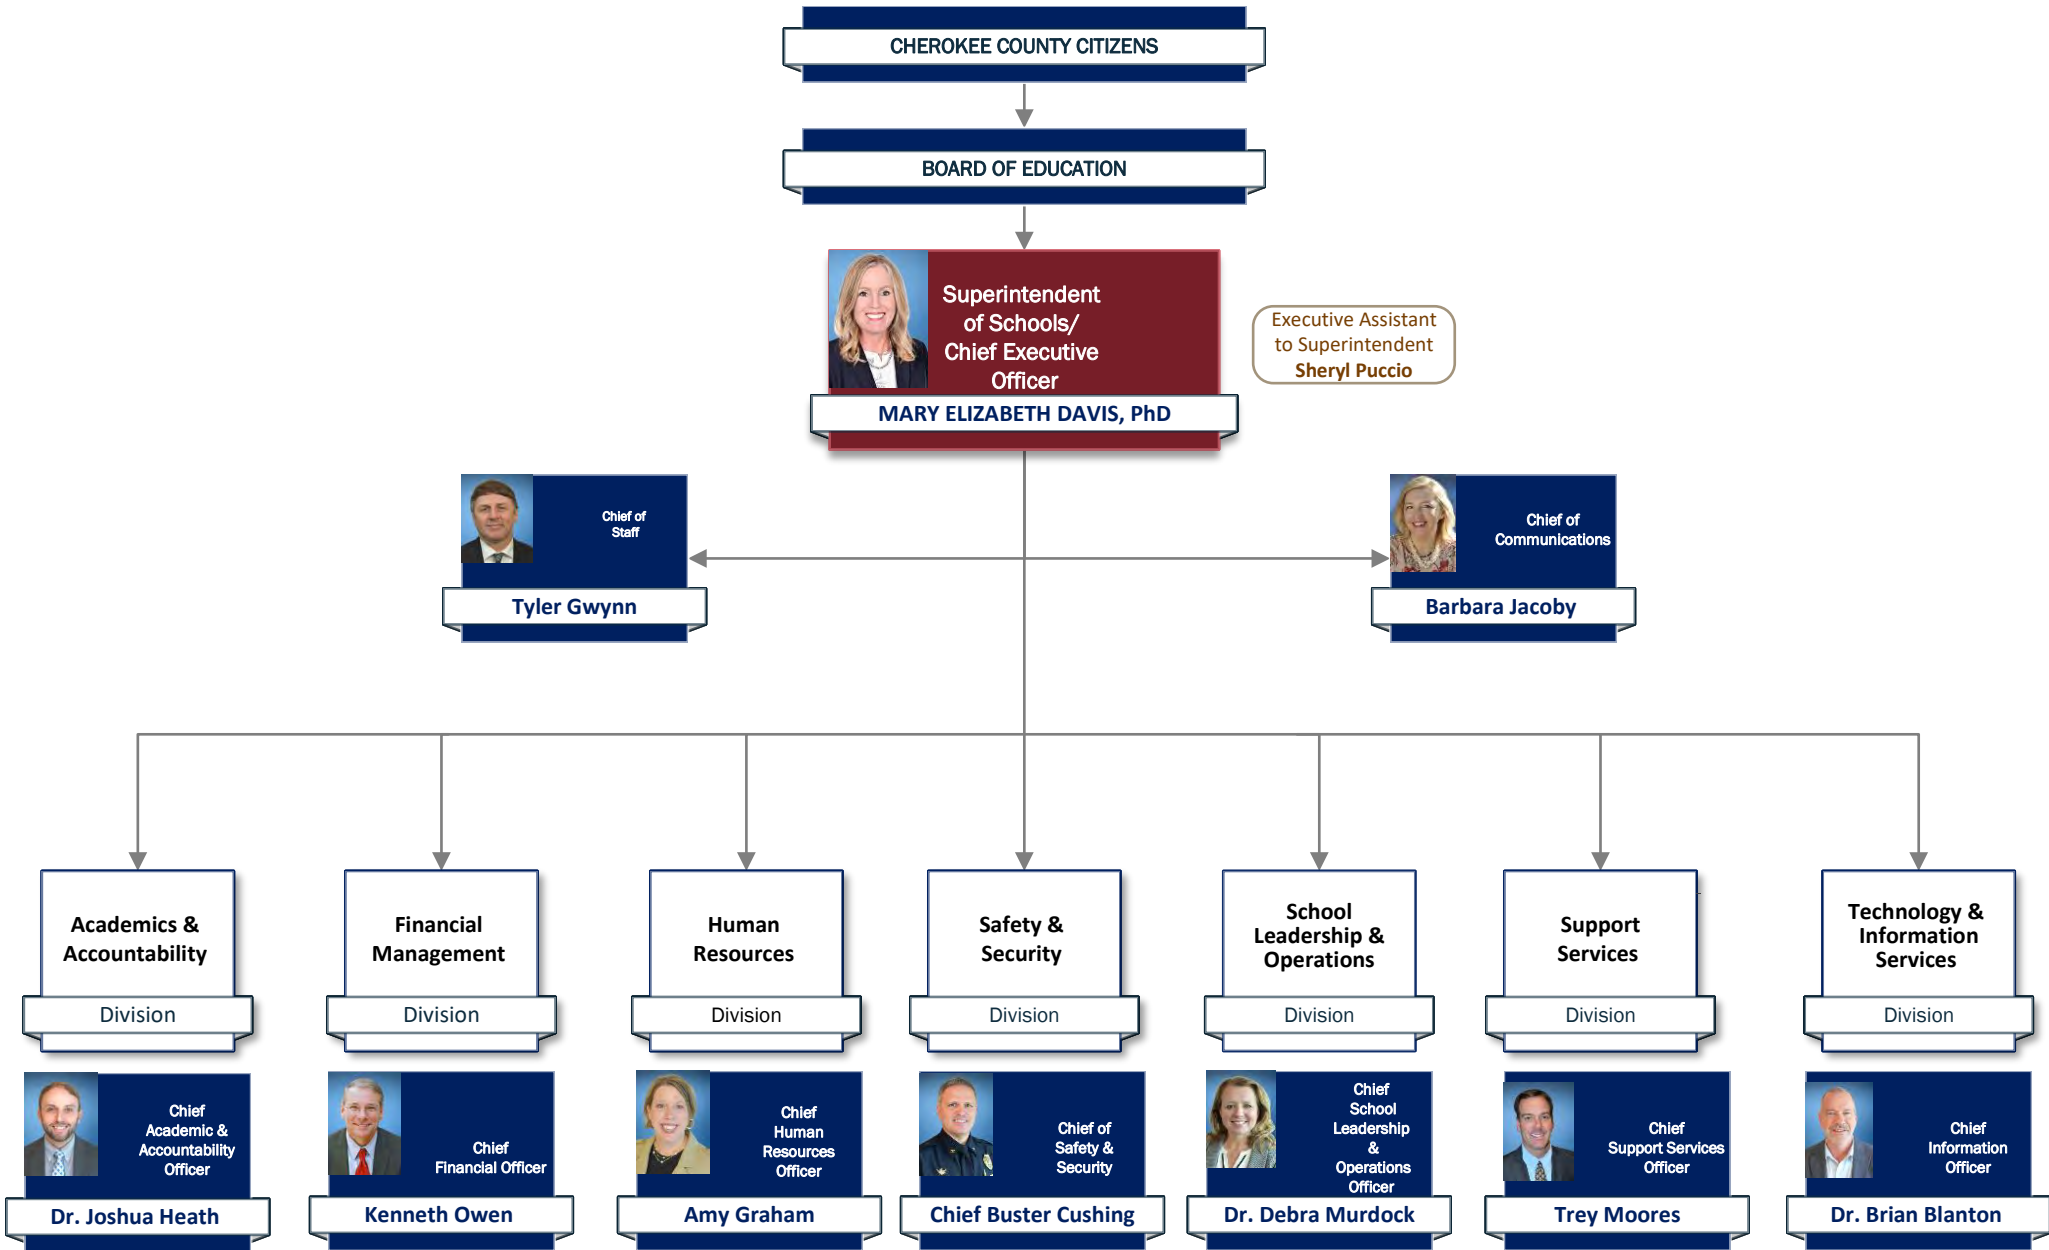 CHEROKEE COUNTY CITIZENS
BOARD OF EDUCATION
Superintendent
of Schools/
Chief Executive
Officer
MARY ELIZABETH DAVIS, PhD
Executive Assistant
to Superintendent
Sheryl Puccio
Chief of
Staff
Tyler Gwynn
Chief of
Communications
Barbara Jacoby
Academics &
Accountability
Division
Financial
Management
Division
Human
Resources
Division
Safety &
Security
Division
School
Leadership &
Operations
Division
Support
Services
Division
Technology &
Information
Services
Division
Chief
Academic &
Accountability
Officer
Dr. Joshua Heath
Chief
Financial Officer
Kenneth Owen
Chief
Human
Resources
Officer
Amy Graham
Chief of
Safety &
Security
Chief Buster Cushing
Chief
School
Leadership
&
Operations
Officer
Dr. Debra Murdock
Chief
Support Services
Officer
Trey Moores
Chief
Information
Officer
Dr. Brian Blanton